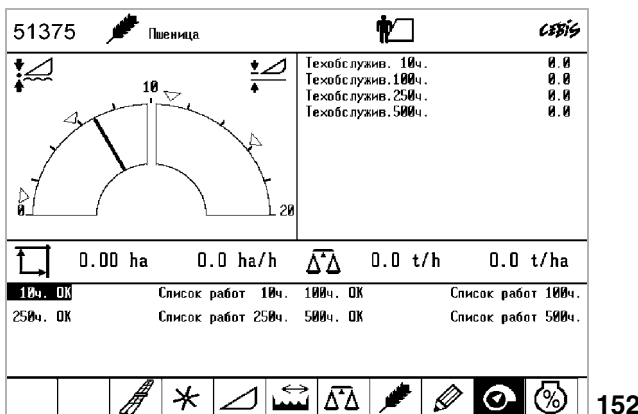 51375 Пшеница CEBIS
Техобслужив. 10ч. 0.0
Техобслужив.100ч. 0.0
Техобслужив.250ч. 0.0
Техобслужив.500ч. 0.0
10
0 20
0.00 ha 0.0 ha/h 0.0 t/h 0.0 t/ha
10ч. OK Список работ 10ч. 100ч. OK Список работ 100ч.
250ч. OK Список работ 250ч. 500ч. OK Список работ 500ч.
%
152